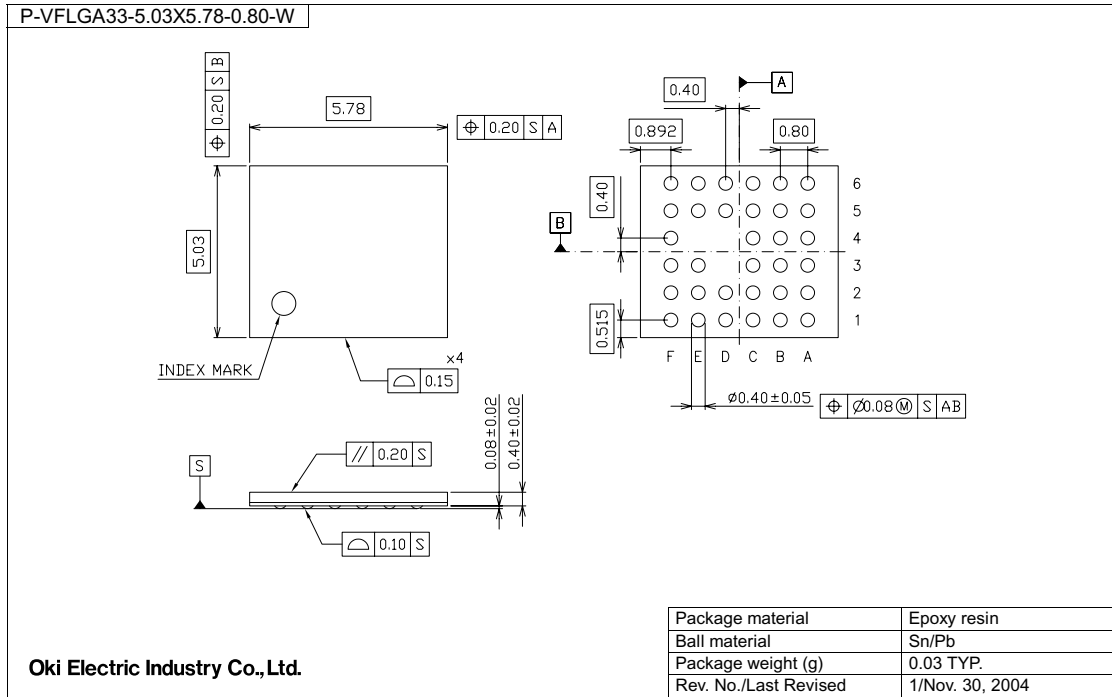 P-VFLGA33-5.03X5.78-0.80-W
⌖ 0.20 S B
5.78
⌖ 0.20 S A
5.03
INDEX MARK
x4
⌓ 0.15
A
0.40
0.892
0.80
0.40
B
0.515
6
5
4
3
2
1
F E D C B A
ø0.40±0.05
⌖ ø0.08 Ⓜ S AB
// 0.20 S
0.08±0.02
0.40±0.02
S
⌓ 0.10 S
Package material Epoxy resin
Ball material Sn/Pb
Package weight (g) 0.03 TYP.
Rev. No./Last Revised 1/Nov. 30, 2004
Oki Electric Industry Co., Ltd.